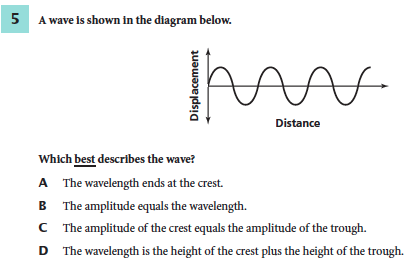 5 A wave is shown in the diagram below.
Displacement
Distance
Which best describes the wave?
A The wavelength ends at the crest.
B The amplitude equals the wavelength.
C The amplitude of the crest equals the amplitude of the trough.
D The wavelength is the height of the crest plus the height of the trough.